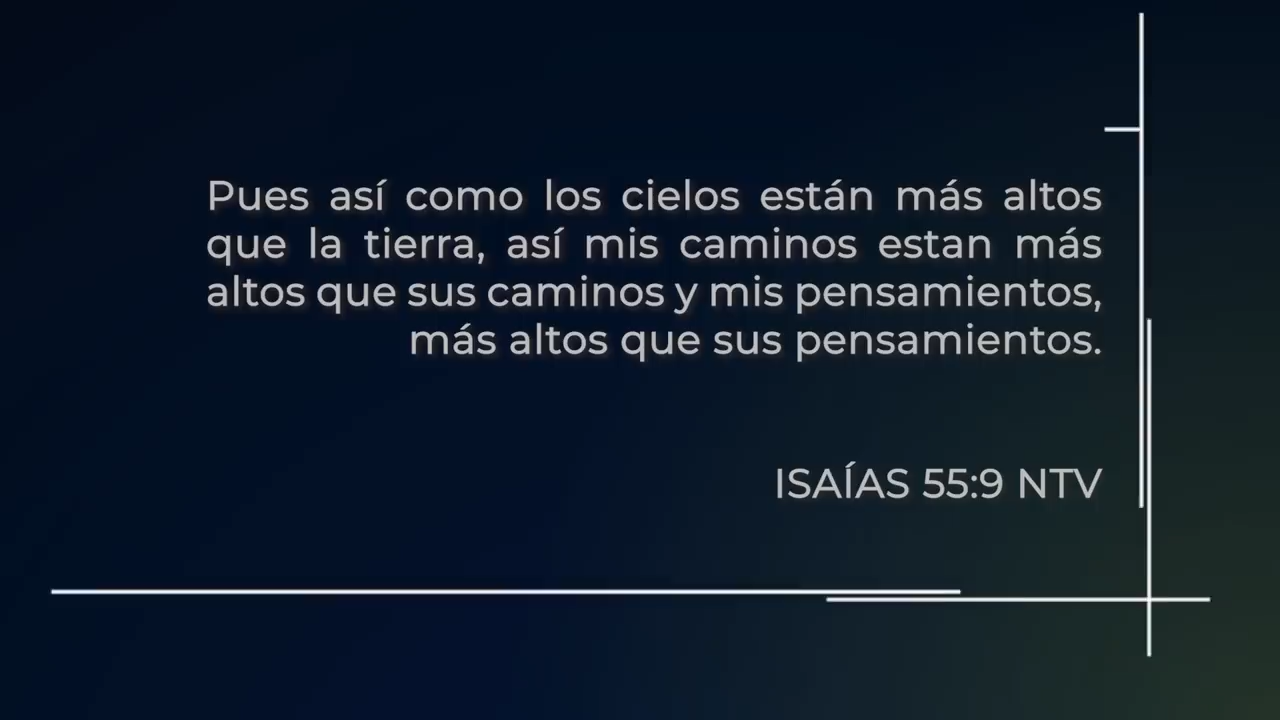 Pues así como los cielos están más altos
que la tierra, así mis caminos estan más
altos que sus caminos y mis pensamientos,
más altos que sus pensamientos.
ISAÍAS 55:9 NTV